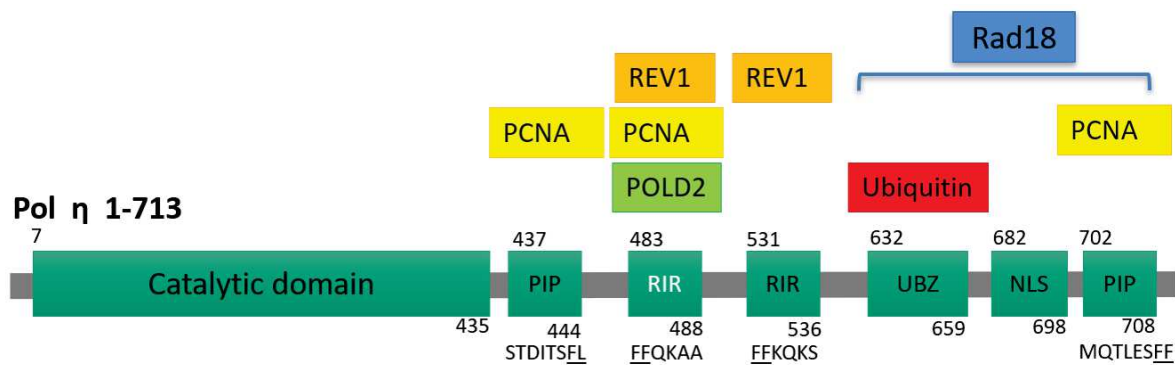 Rad18
REV1 REV1
PCNA PCNA PCNA
POLD2 Ubiquitin
Pol η 1-713
7 437 483 531 632 682 702
Catalytic domain PIP RIR RIR UBZ NLS PIP
435 444 488 536 659 698 708
STDITSFL FFQKAA FFKQKS MQTLESFF